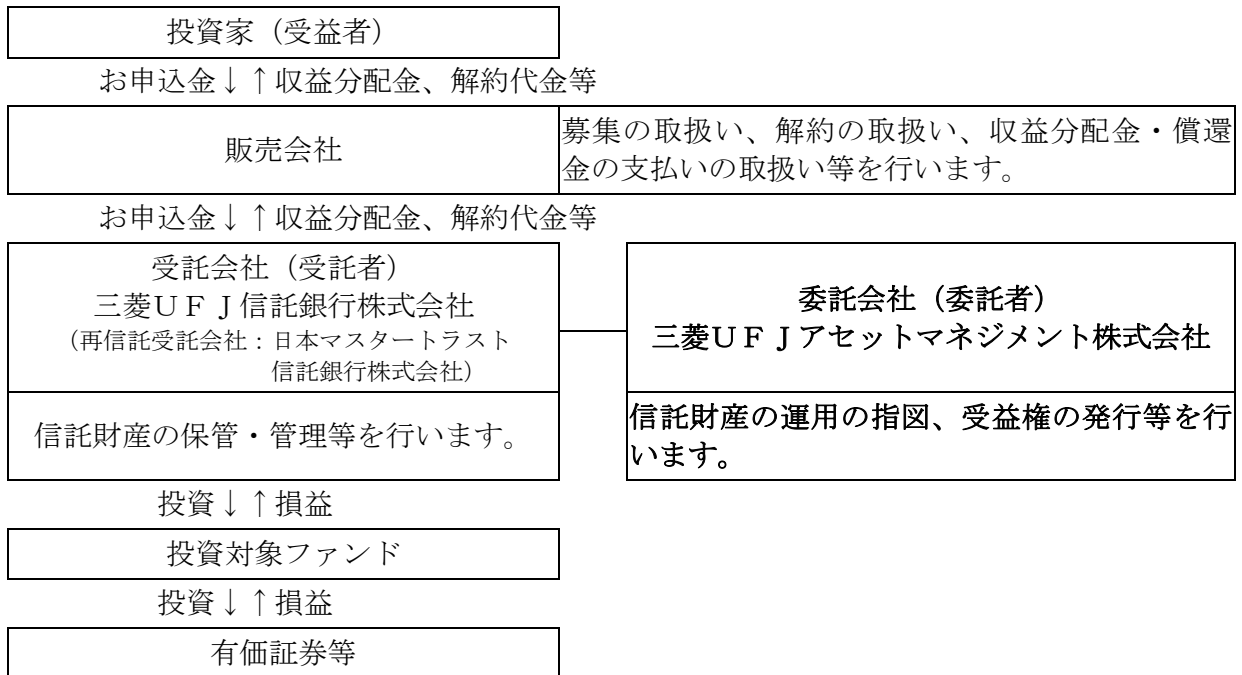 投資家（受益者）
お申込金↓↑収益分配金、解約代金等
販売会社
募集の取扱い、解約の取扱い、収益分配金・償還
金の支払いの取扱い等を行います。
お申込金↓↑収益分配金、解約代金等
受託会社（受託者）
三菱ＵＦＪ信託銀行株式会社
（再信託受託会社：日本マスタートラスト
信託銀行株式会社）
委託会社（委託者）
三菱ＵＦＪアセットマネジメント株式会社
信託財産の保管・管理等を行います。
信託財産の運用の指図、受益権の発行等を行
います。
投資↓↑損益
投資対象ファンド
投資↓↑損益
有価証券等